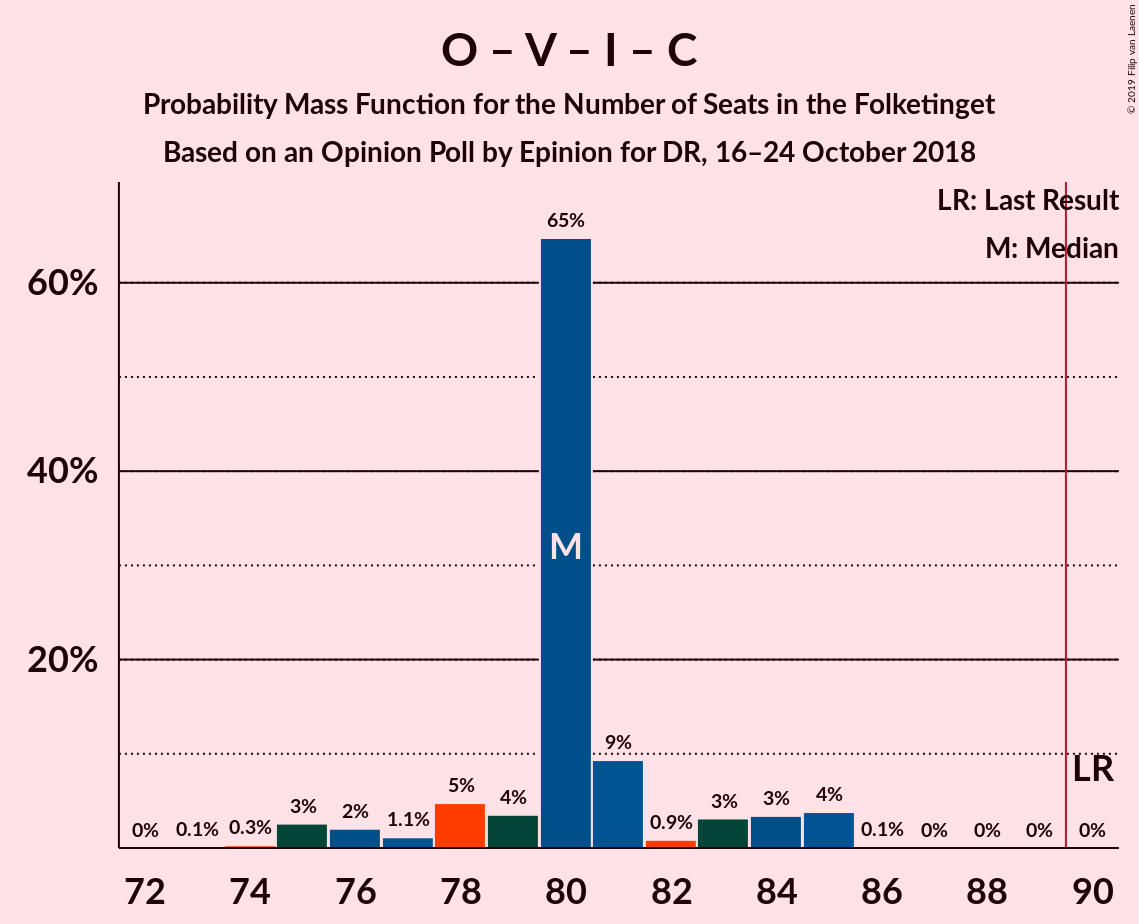 O – V – I – C
Probability Mass Function for the Number of Seats in the Folketinget
Based on an Opinion Poll by Epinion for DR, 16–24 October 2018
© 2019 Filip van Laenen
LR: Last Result
M: Median
60%
40%
20%
0%
0.1%
0.3%
3%
2%
1.1%
5%
4%
65%
M
9%
0.9%
3%
3%
4%
0.1%
0%
0%
0%
0%
LR
72 74 76 78 80 82 84 86 88 90